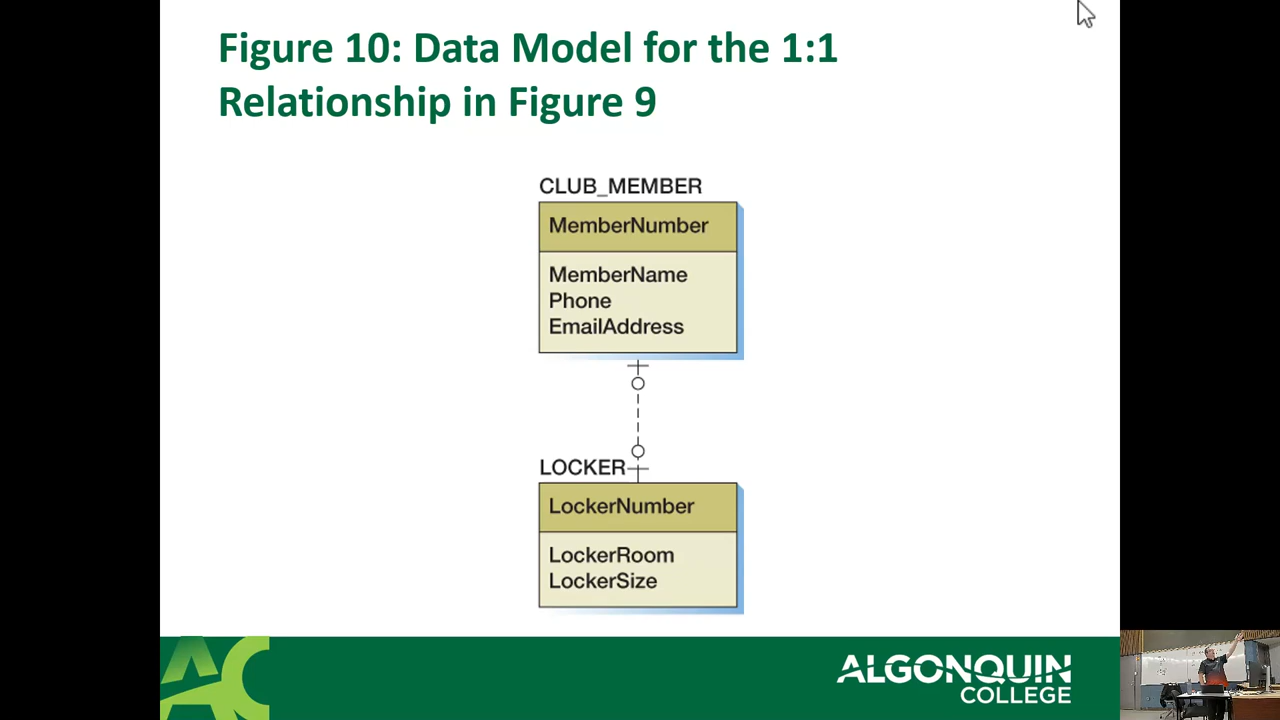 Figure 10: Data Model for the 1:1
Relationship in Figure 9
CLUB_MEMBER
MemberNumber
MemberName
Phone
EmailAddress
LOCKER
LockerNumber
LockerRoom
LockerSize
AC
ALGONQUIN
COLLEGE